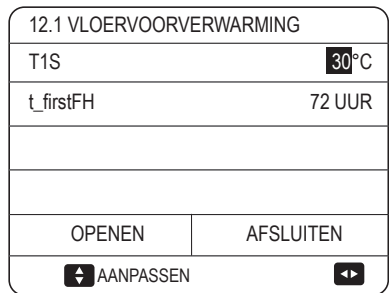 12.1 VLOERVOORVERWARMING
T1S 30°C
t_firstFH 72 UUR
OPENEN AFSLUITEN
AANPASSEN